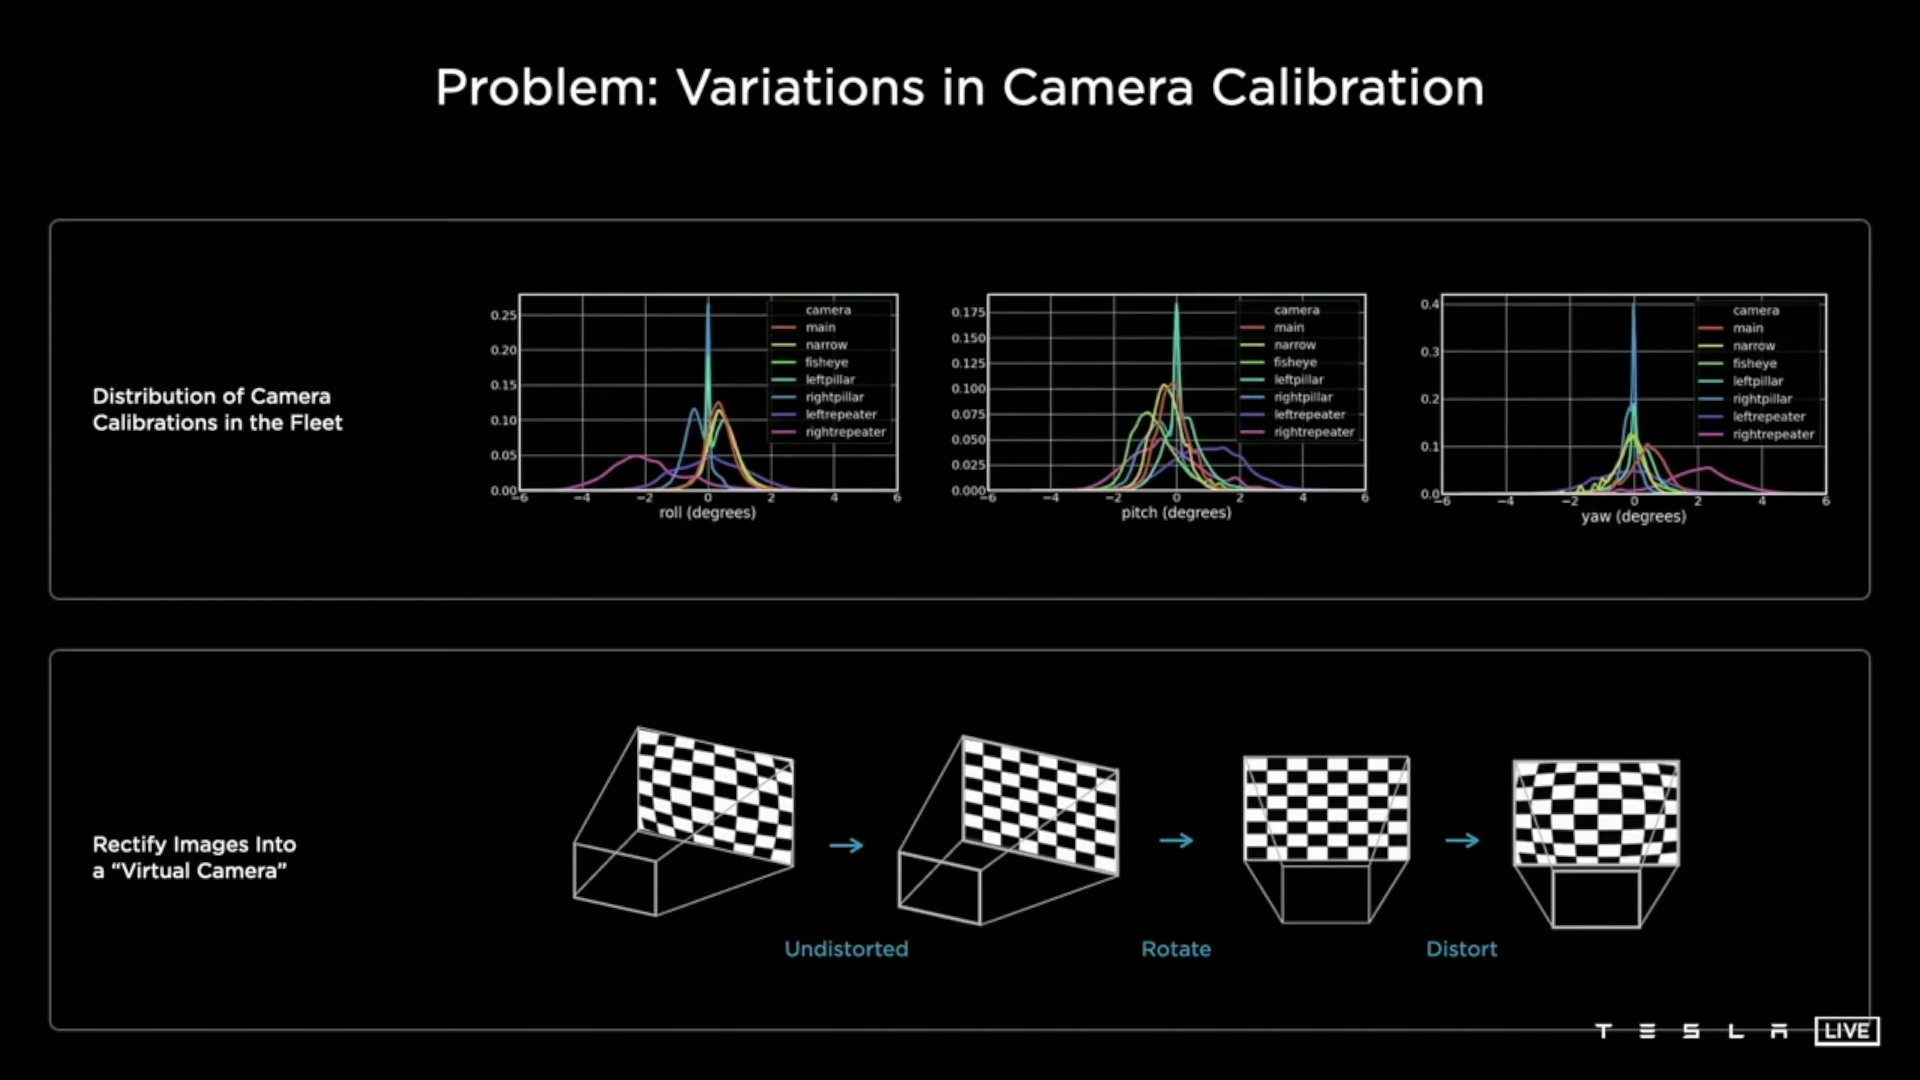 Problem: Variations in Camera Calibration
Distribution of Camera
Calibrations in the Fleet
0.25
0.20
0.15
0.10
0.05
0.00
−6 −4 −2 0 2 4 6
roll (degrees)
camera
main
narrow
fisheye
leftpillar
rightpillar
leftrepeater
rightrepeater
0.175
0.150
0.125
0.100
0.075
0.050
0.025
0.000
−6 −4 −2 0 2 4 6
pitch (degrees)
camera
main
narrow
fisheye
leftpillar
rightpillar
leftrepeater
rightrepeater
0.4
0.3
0.2
0.1
0.0
−6 −4 −2 0 2 4 6
yaw (degrees)
camera
main
narrow
fisheye
leftpillar
rightpillar
leftrepeater
rightrepeater
Rectify Images Into
a “Virtual Camera”
Undistorted
Rotate
Distort
TESLA LIVE